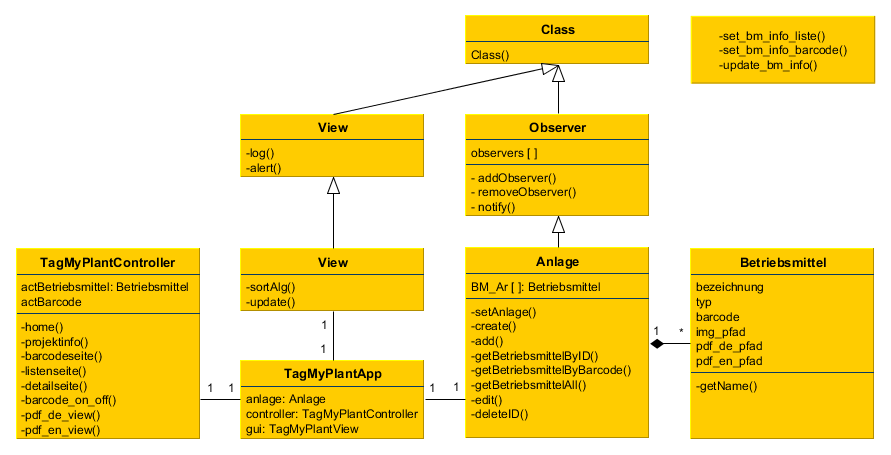 Class
Class()
-set_bm_info_liste()
-set_bm_info_barcode()
-update_bm_info()
View
-log()
-alert()
Observer
observers [ ]
- addObserver()
- removeObserver()
- notify()
TagMyPlantController
actBetriebsmittel: Betriebsmittel
actBarcode
-home()
-projektinfo()
-barcodeseite()
-listenseite()
-detailseite()
-barcode_on_off()
-pdf_de_view()
-pdf_en_view()
View
-sortAlg()
-update()
1
1
TagMyPlantApp
anlage: Anlage
controller: TagMyPlantController
gui: TagMyPlantView
1 1
1 1
Anlage
BM_Ar [ ]: Betriebsmittel
-setAnlage()
-create()
-add()
-getBetriebsmittelByID()
-getBetriebsmittelByBarcode()
-getBetriebsmittelAll()
-edit()
-deleteID()
1 *
Betriebsmittel
bezeichnung
typ
barcode
img_pfad
pdf_de_pfad
pdf_en_pfad
-getName()